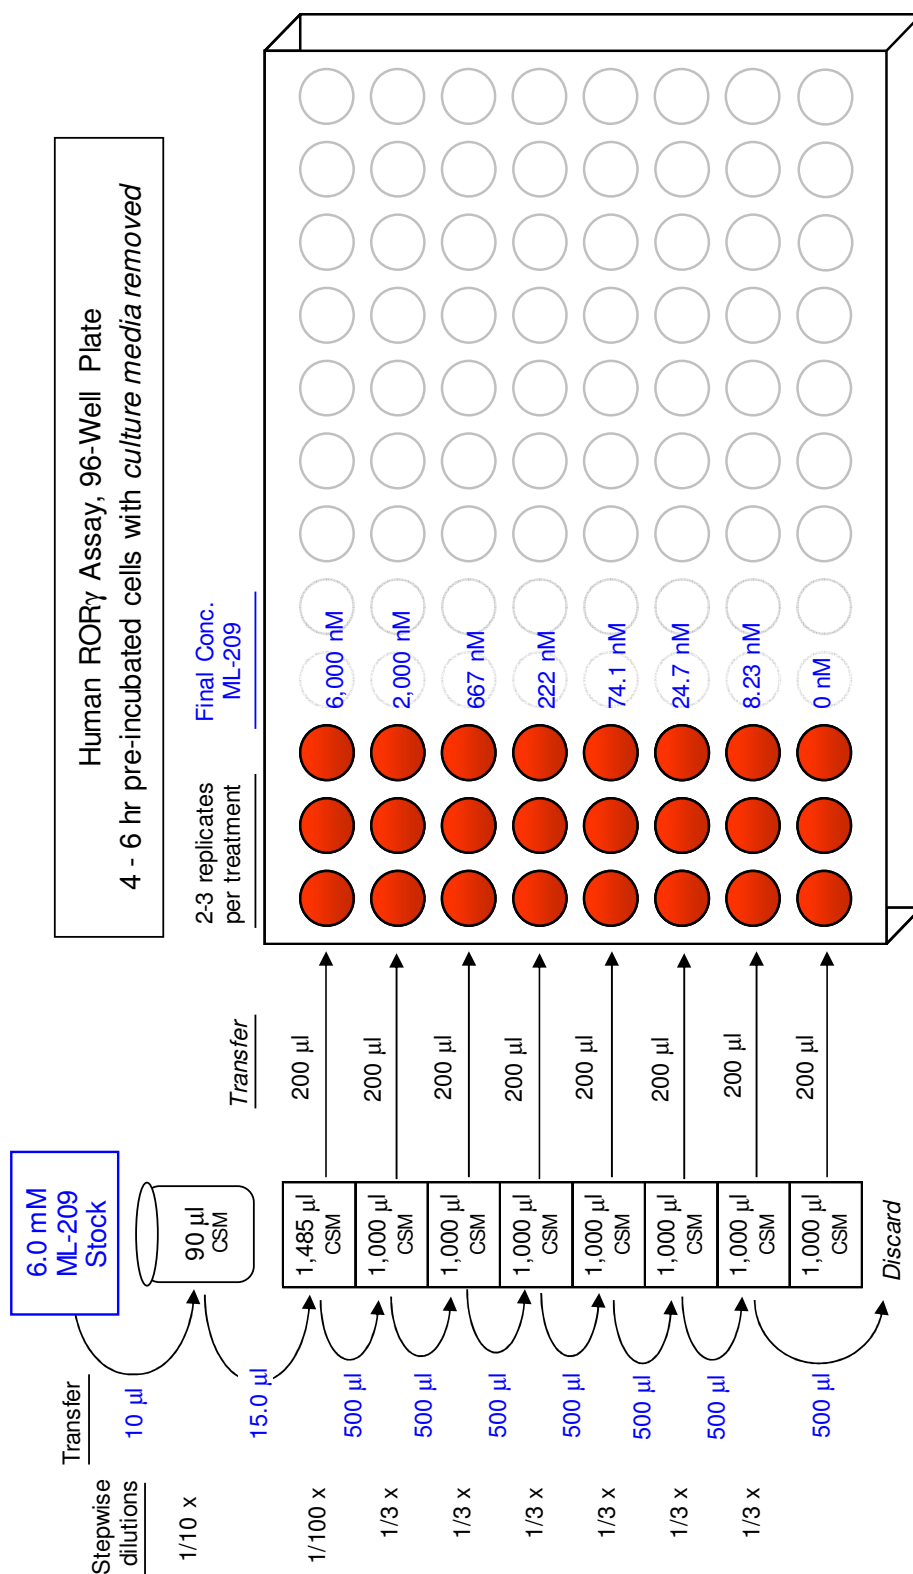 Human RORγ Assay, 96-Well Plate
4 - 6 hr pre-incubated cells with culture media removed
Stepwise
dilutions
Transfer
6.0 mM
ML-209
Stock
Transfer
2-3 replicates
per treatment
Final Conc.
ML-209
1/10 x
10 µl
90 µl
CSM
15.0 µl
1/100 x
1,485 µl
CSM
200 µl
6,000 nM
500 µl
1/3 x
1,000 µl
CSM
200 µl
2,000 nM
500 µl
1/3 x
1,000 µl
CSM
200 µl
667 nM
500 µl
1/3 x
1,000 µl
CSM
200 µl
222 nM
500 µl
1/3 x
1,000 µl
CSM
200 µl
74.1 nM
500 µl
1/3 x
1,000 µl
CSM
200 µl
24.7 nM
500 µl
1/3 x
1,000 µl
CSM
200 µl
8.23 nM
500 µl
1,000 µl
CSM
200 µl
0 nM
Discard